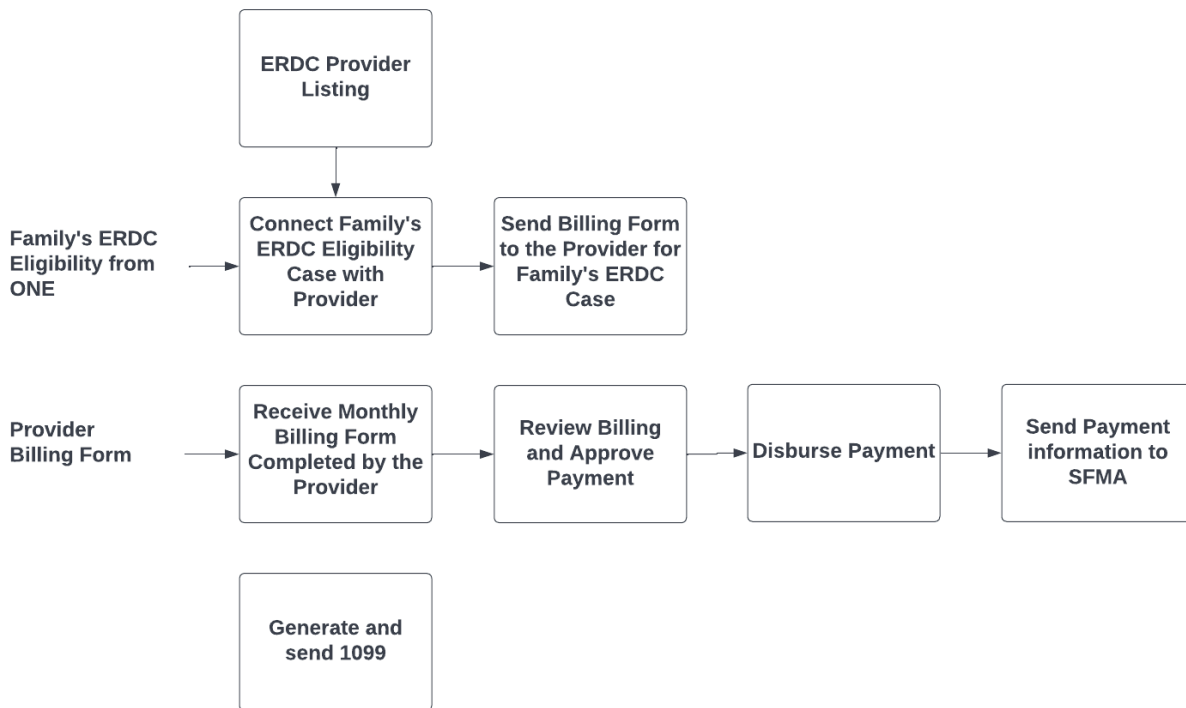 ERDC Provider
Listing
Family's ERDC
Eligibility from
ONE
Connect Family's
ERDC Eligibility
Case with
Provider
Send Billing Form
to the Provider for
Family's ERDC
Case
Provider
Billing Form
Receive Monthly
Billing Form
Completed by the
Provider
Review Billing
and Approve
Payment
Disburse Payment
Send Payment
information to
SFMA
Generate and
send 1099